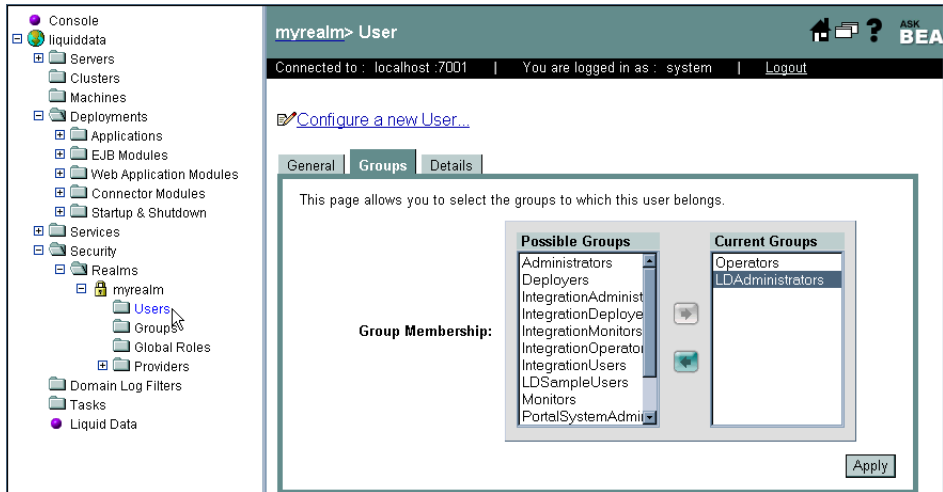 Console
liquiddata
Servers
Clusters
Machines
Deployments
Applications
EJB Modules
Web Application Modules
Connector Modules
Startup & Shutdown
Services
Security
Realms
myrealm
Users
Groups
Global Roles
Providers
Domain Log Filters
Tasks
Liquid Data
myrealm> User
? ASK BEA
Connected to : localhost :7001 | You are logged in as : system | Logout
Configure a new User...
General Groups Details
This page allows you to select the groups to which this user belongs.
Group Membership:
Possible Groups
Administrators
Deployers
IntegrationAdminist
IntegrationDeploye
IntegrationMonitors
IntegrationOperator
IntegrationUsers
LDSampleUsers
Monitors
PortalSystemAdmi
Current Groups
Operators
LDAdministrators
Apply